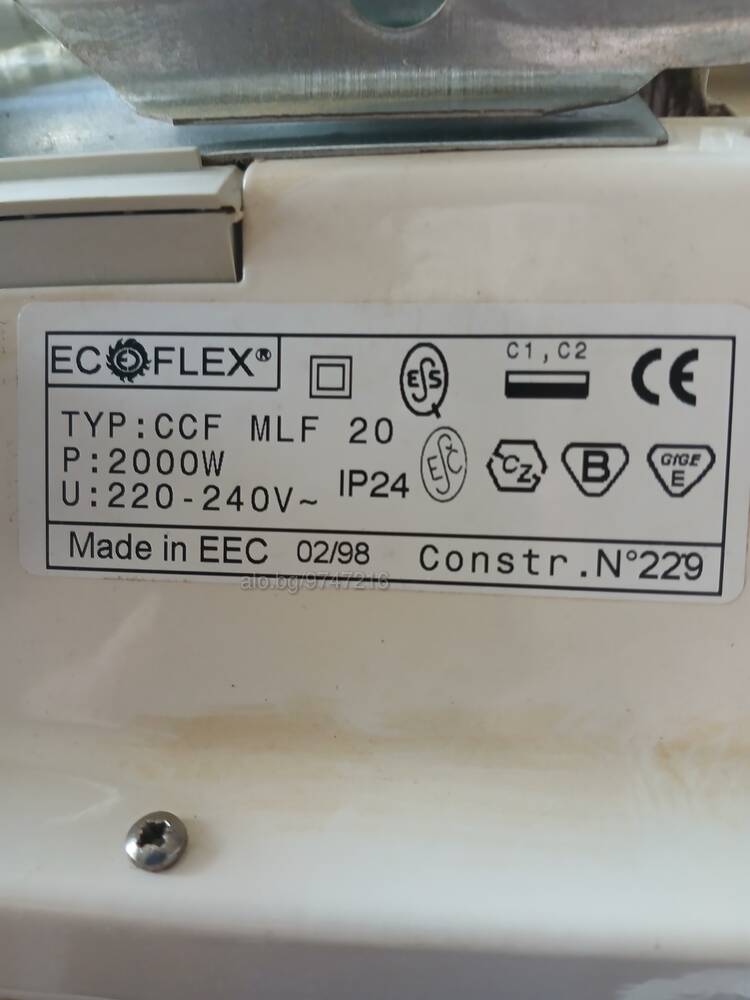 ECOFLEX®
TYP:CCF MLF 20
P:2000W
U:220-240V~
IP24
C1,C2
CE
ESC
CZ
B
GIGE
E
Made in EEC 02/98 Constr.N°229
alo.bg/9747216